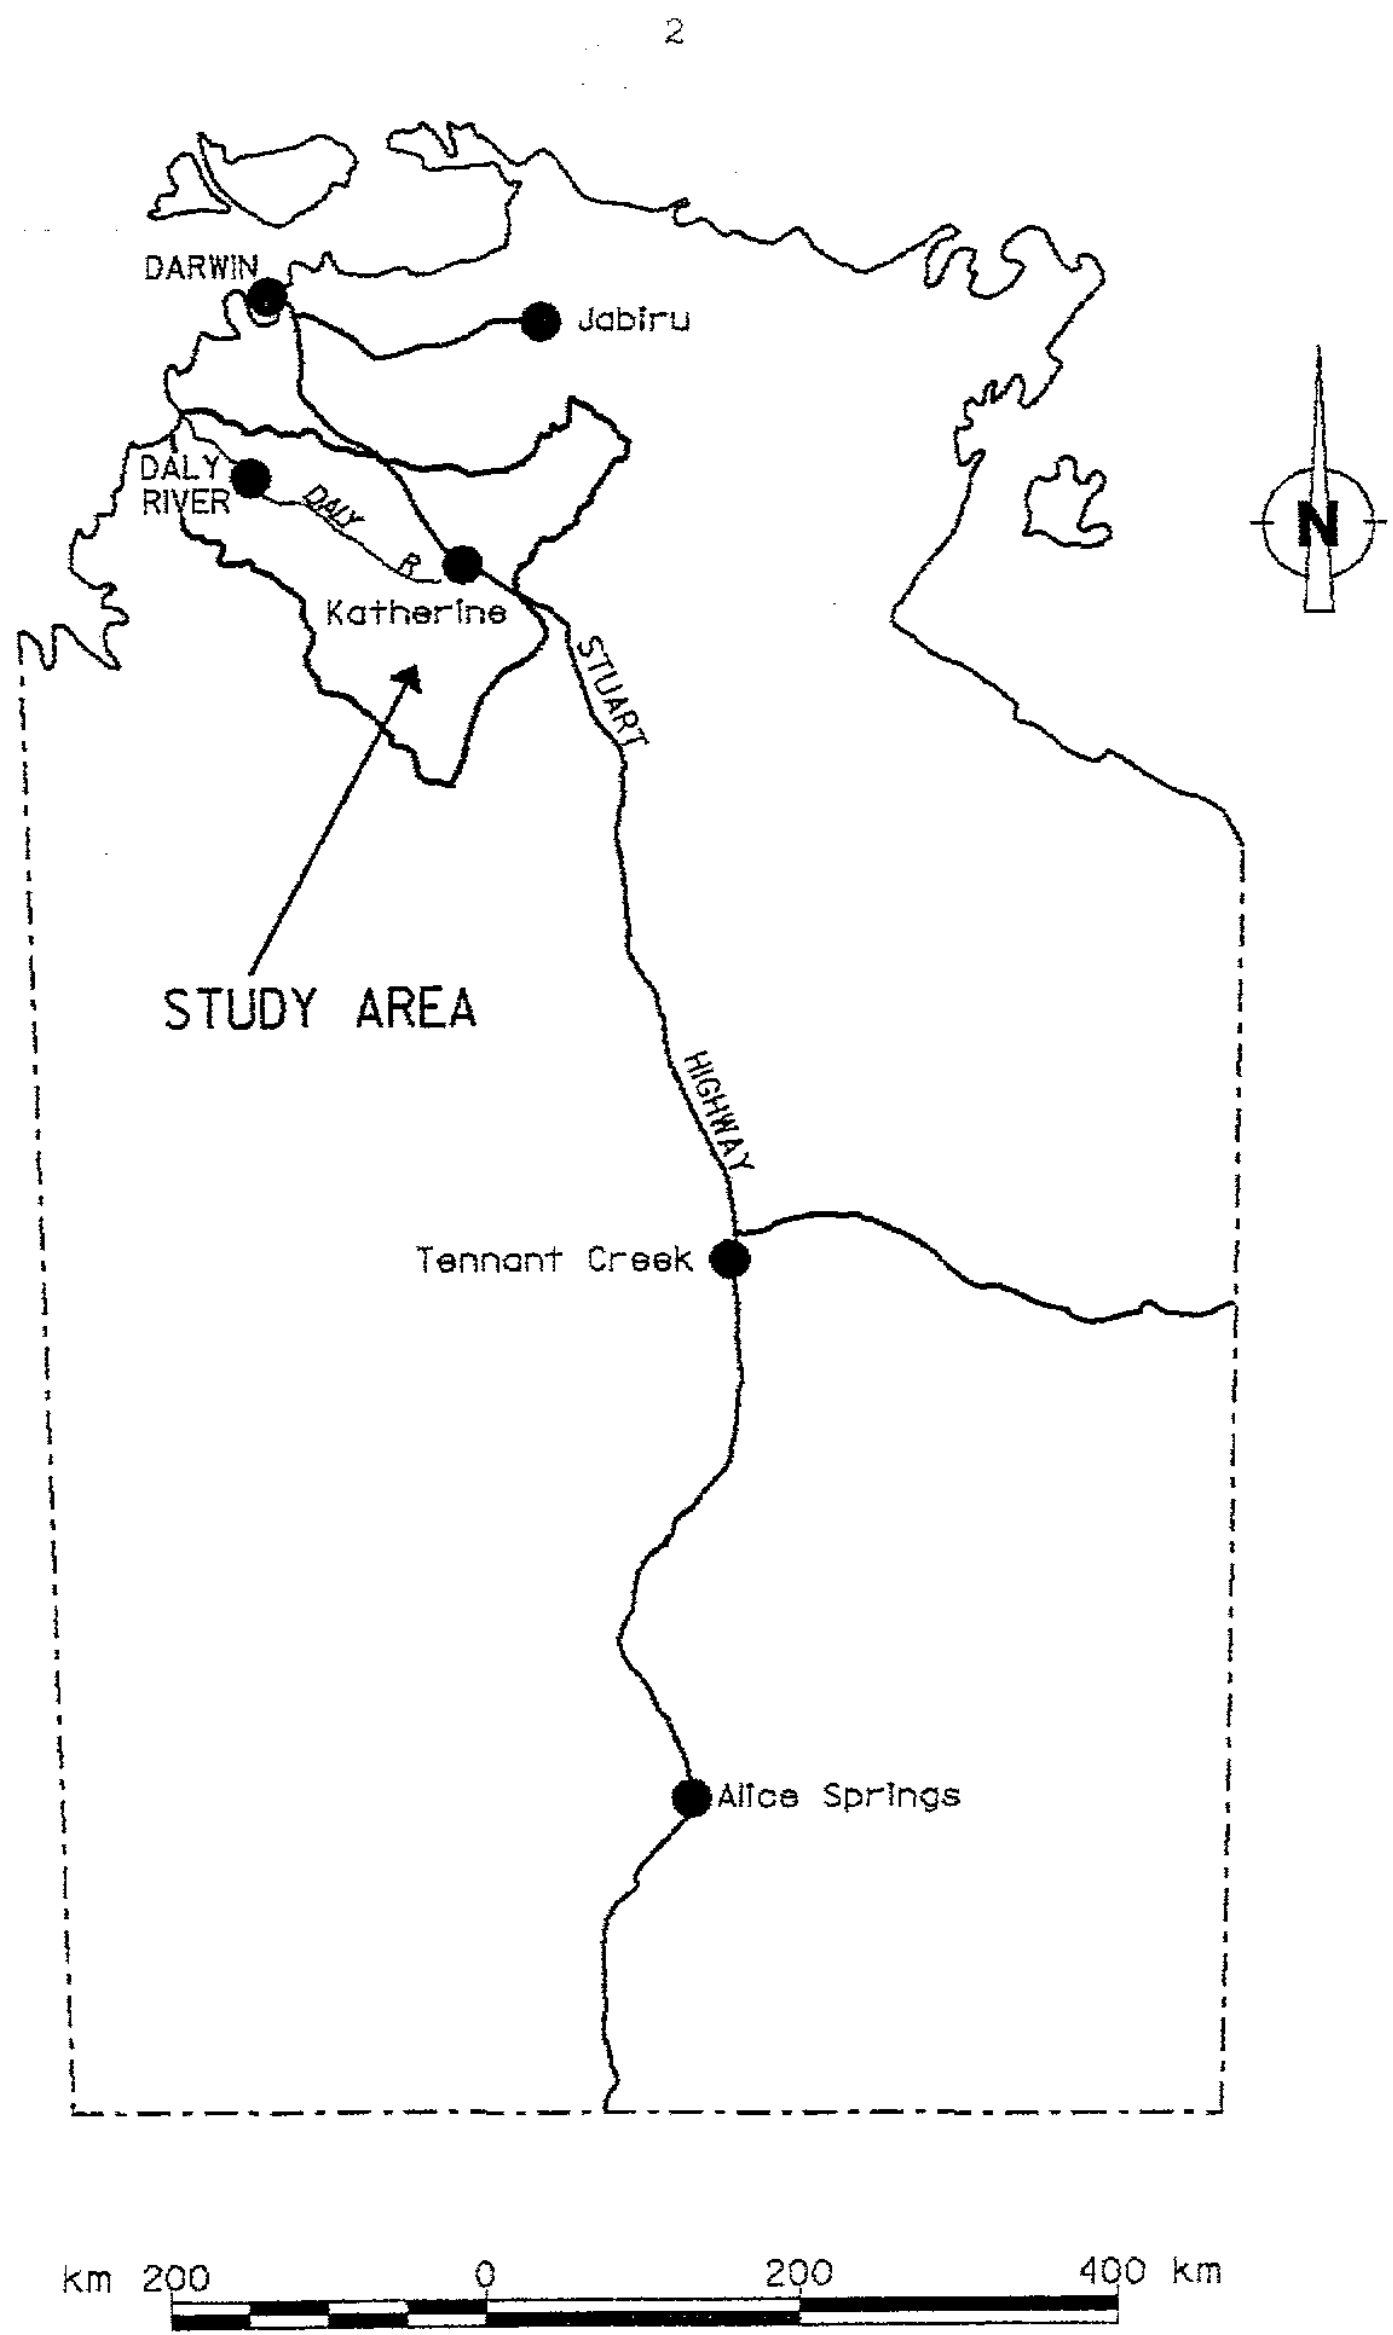 2
DARWIN
Jabiru
DALY
RIVER
DALY R
N
Katherine
STUART
STUDY AREA
HIGHWAY
Tennant Creek
Alice Springs
km 200 0 200 400 km